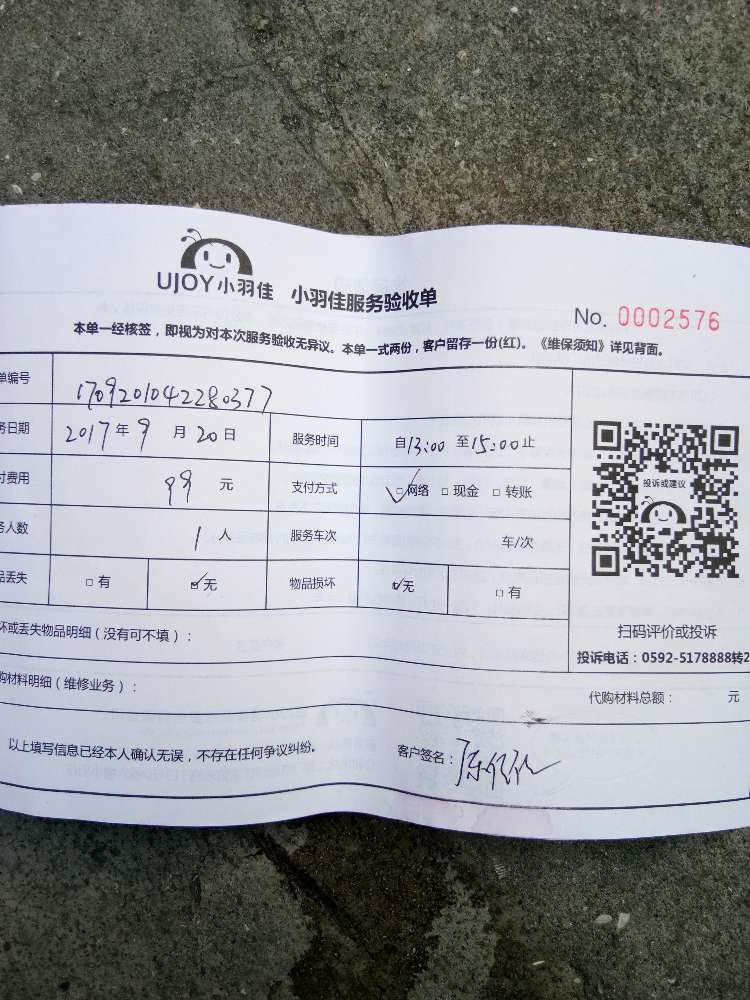 UJOY小羽佳 小羽佳服务验收单
No. 0002576
本单一经核签，即视为对本次服务验收无异议。本单一式两份，客户留存一份(红)。《维保须知》详见背面。
单编号 1709201042280377
务日期 2017年9月20日 服务时间 自13:00至15:00止
付费用 99元 支付方式 网络 现金 转账
务人数 1人 服务车次 车/次
品丢失 有 无 物品损坏 无 有
投诉或建议
扫码评价或投诉
投诉电话：0592-5178888转2
坏或丢失物品明细（没有可不填）：
购材料明细（维修业务）：
代购材料总额： 元
以上填写信息已经本人确认无误，不存在任何争议纠纷。 客户签名：